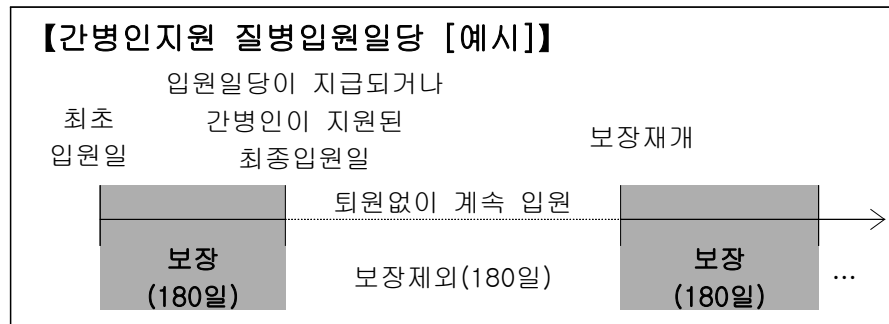 【간병인지원 질병입원일당 [예시]】
입원일당이 지급되거나
최초
간병인이 지원된
보장재개
입원일
최종입원일
퇴원없이 계속 입원
보장
(180일)
보장제외(180일)
보장
(180일)
...